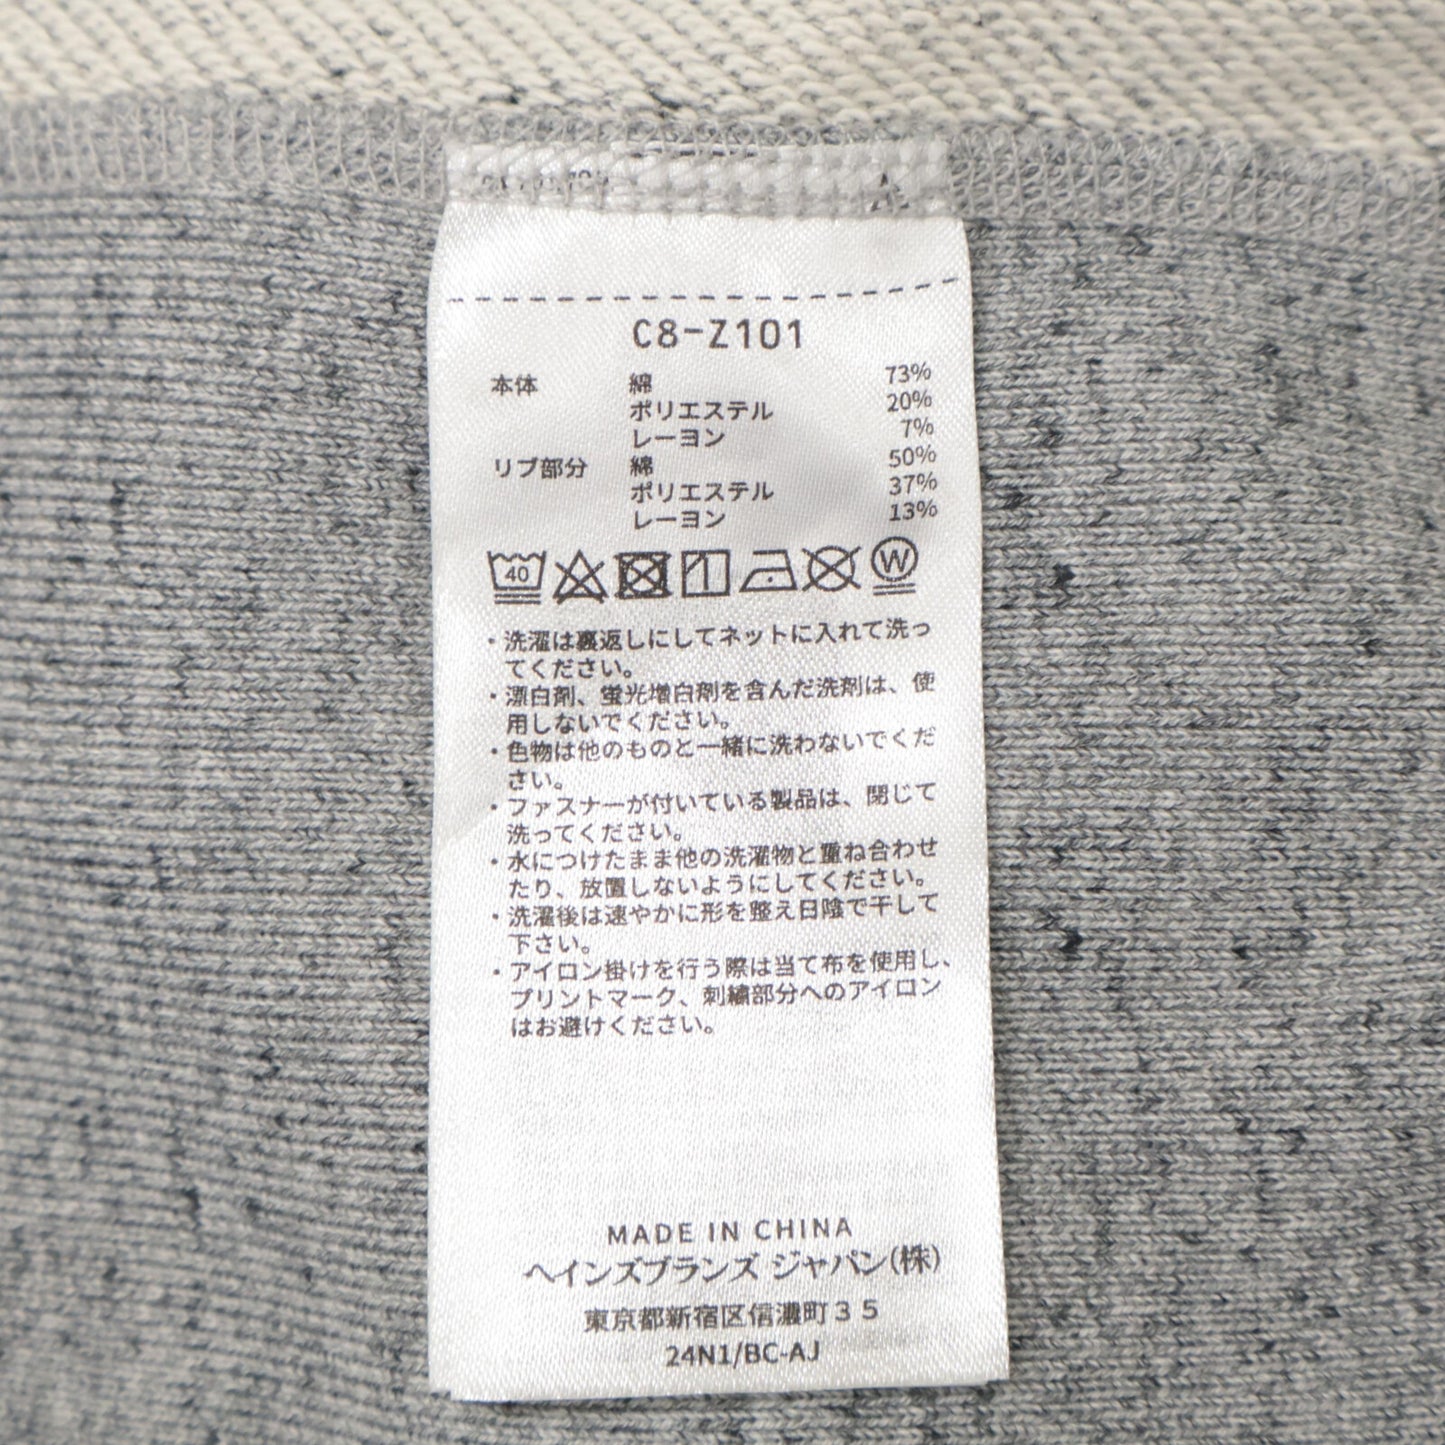 C8-Z101
本体 綿 73%
ポリエステル 20%
レーヨン 7%
リブ部分 綿 50%
ポリエステル 37%
レーヨン 13%
40 W
・洗濯は裏返しにしてネットに入れて洗っ
てください。
・漂白剤、蛍光増白剤を含んだ洗剤は、使
用しないでください。
・色物は他のものと一緒に洗わないでくだ
さい。
・ファスナーが付いている製品は、閉じて
洗ってください。
・水につけたまま他の洗濯物と重ね合わせ
たり、放置しないようにしてください。
・洗濯後は速やかに形を整え日陰で干して
下さい。
・アイロン掛けを行う際は当て布を使用し、
プリントマーク、刺繍部分へのアイロン
はお避けください。
MADE IN CHINA
ヘインズブランズ ジャパン(株)
東京都新宿区信濃町３５
24N1/BC-AJ